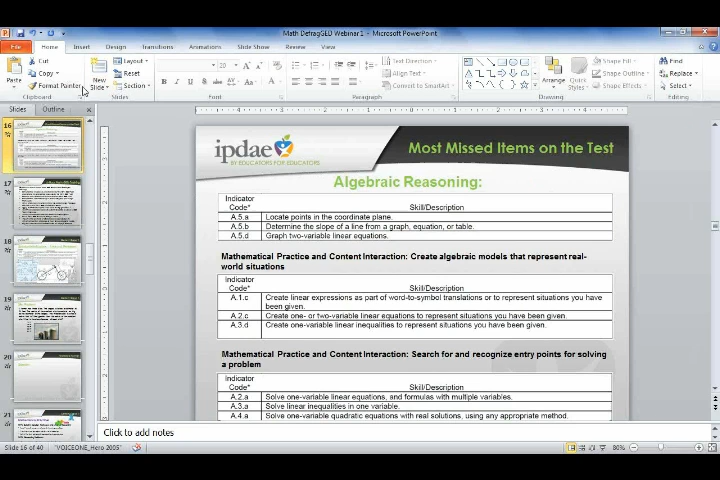 Math DefragGED Webinar 1 - Microsoft PowerPoint
File Home Insert Design Transitions Animations Slide Show Review View
Paste
Cut
Copy
Format Painter
Clipboard
New Slide
Layout
Reset
Section
Slides
Font
Paragraph
Text Direction
Align Text
Convert to SmartArt
Arrange
Quick Styles
Shape Fill
Shape Outline
Shape Effects
Drawing
Find
Replace
Select
Editing
Slides Outline
16
17
18
19
20
21
ipdae
BY EDUCATORS FOR EDUCATORS
Most Missed Items on the Test
Algebraic Reasoning:
Indicator Code* Skill/Description
A.5.a Locate points in the coordinate plane.
A.5.b Determine the slope of a line from a graph, equation, or table.
A.5.d Graph two-variable linear equations.
Mathematical Practice and Content Interaction: Create algebraic models that represent real-
world situations
Indicator Code* Skill/Description
A.1.c Create linear expressions as part of word-to-symbol translations or to represent situations you have
been given.
A.2.c Create one- or two-variable linear equations to represent situations you have been given.
A.3.d Create one-variable linear inequalities to represent situations you have been given.
Mathematical Practice and Content Interaction: Search for and recognize entry points for solving
a problem
Indicator Code* Skill/Description
A.2.a Solve one-variable linear equations, and formulas with multiple variables.
A.3.a Solve linear inequalities in one variable.
A.4.a Solve one-variable quadratic equations with real solutions, using any appropriate method.
Click to add notes
Slide 16 of 40 "VOICEONE_Hero 2005" 80%